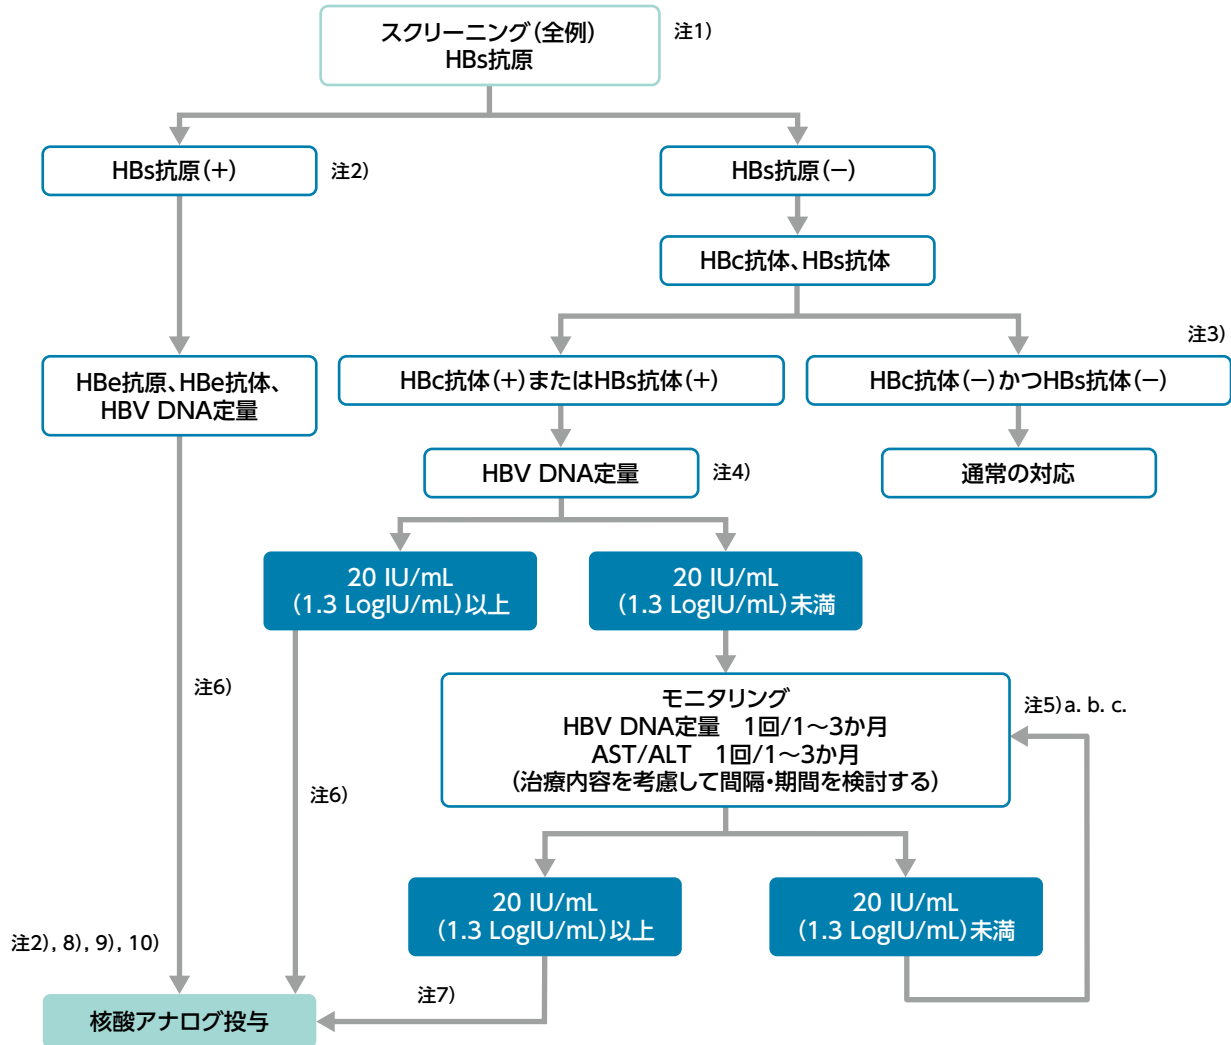 スクリーニング(全例)
HBs抗原
注1)
HBs抗原(+)
注2)
HBs抗原(-)
HBc抗体、HBs抗体
注3)
HBe抗原、HBe抗体、
HBV DNA定量
HBc抗体(+)またはHBs抗体(+)
HBc抗体(-)かつHBs抗体(-)
HBV DNA定量
注4)
通常の対応
20 IU/mL
(1.3 LogIU/mL)以上
20 IU/mL
(1.3 LogIU/mL)未満
注6)
モニタリング
HBV DNA定量 1回/1~3か月
AST/ALT 1回/1~3か月
(治療内容を考慮して間隔・期間を検討する)
注5)a. b. c.
注6)
20 IU/mL
(1.3 LogIU/mL)以上
20 IU/mL
(1.3 LogIU/mL)未満
注2), 8), 9), 10)
注7)
核酸アナログ投与